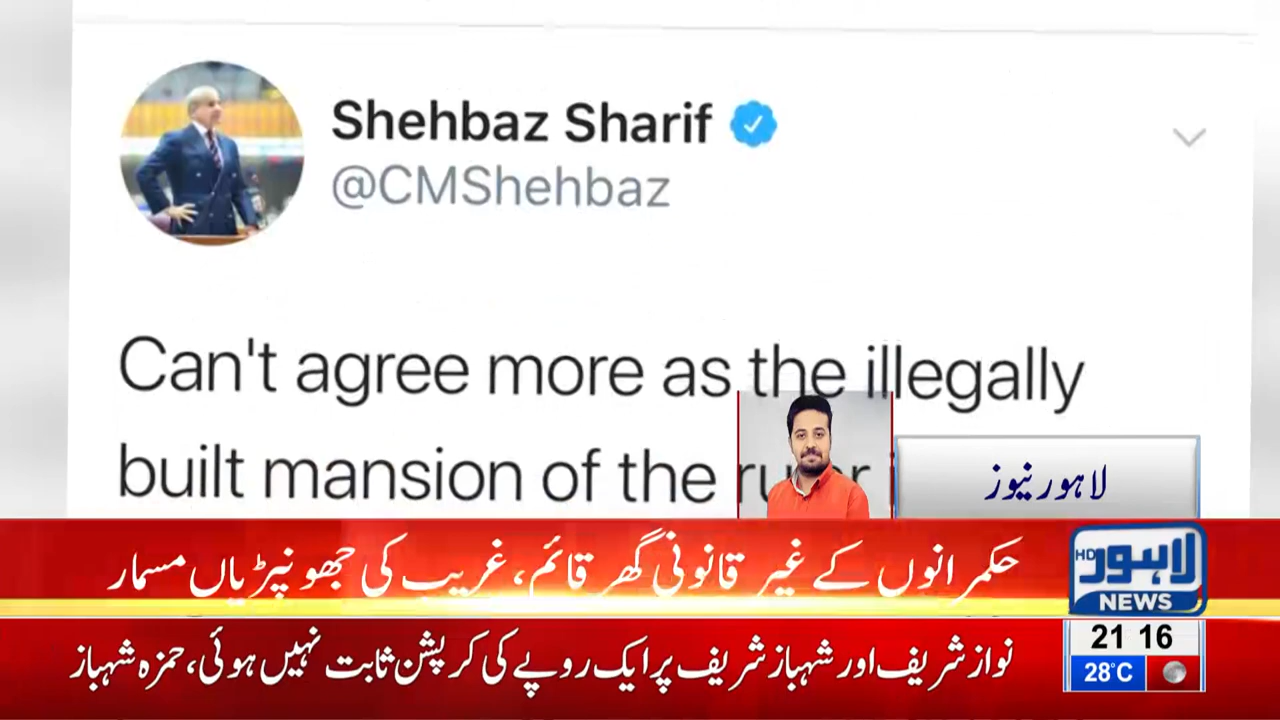 Shehbaz Sharif
@CMShehbaz
Can't agree more as the illegally
built mansion of the
لاہور نیوز
حکمرانوں کے غیر قانونی گھر قائم، غریب کی جھونپڑیاں مسمار
HD
لاہور
NEWS
نواز شریف اور شہباز شریف پر ایک روپے کی کرپشن ثابت نہیں ہوئی، حمزہ شہباز
21 16
28°C